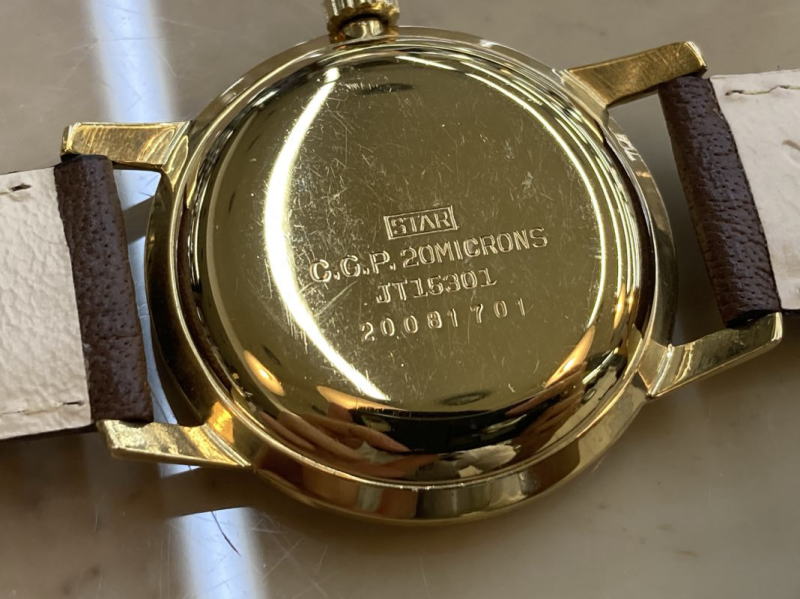 STAR
C.G.P. 20MICRONS
JT15301
20081701